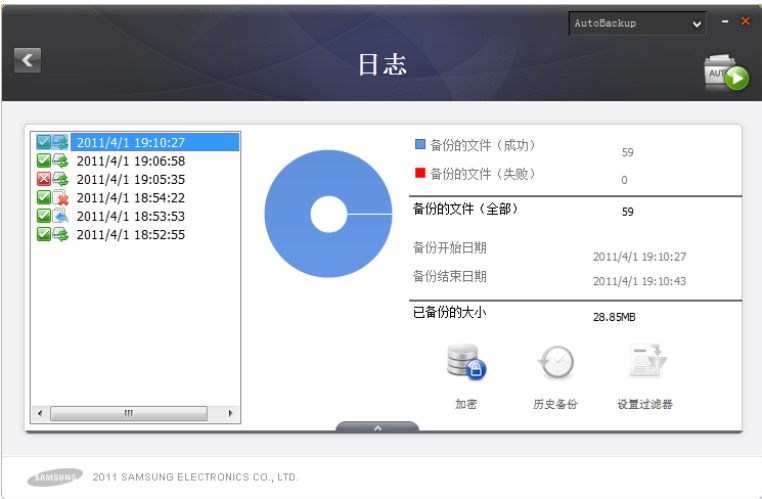 AutoBackup
日志
AUTO
2011/4/1 19:10:27
2011/4/1 19:06:58
2011/4/1 19:05:35
2011/4/1 18:54:22
2011/4/1 18:53:53
2011/4/1 18:52:55
备份的文件（成功） 59
备份的文件（失败） 0
备份的文件（全部） 59
备份开始日期 2011/4/1 19:10:27
备份结束日期 2011/4/1 19:10:43
已备份的大小 28.85MB
加密 历史备份 设置过滤器
SAMSUNG 2011 SAMSUNG ELECTRONICS CO., LTD.